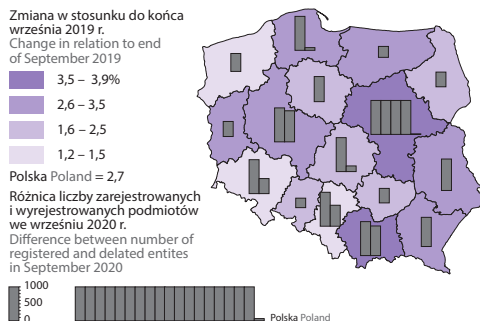 Zmiana w stosunku do końca
września 2019 r.
Change in relation to end
of September 2019
3,5 – 3,9%
2,6 – 3,5
1,6 – 2,5
1,2 – 1,5
Polska Poland = 2,7
Różnica liczby zarejestrowanych
i wyrejestrowanych podmiotów
we wrześniu 2020 r.
Difference between number of
registered and delated entites
in September 2020
1000
500
0
Polska Poland